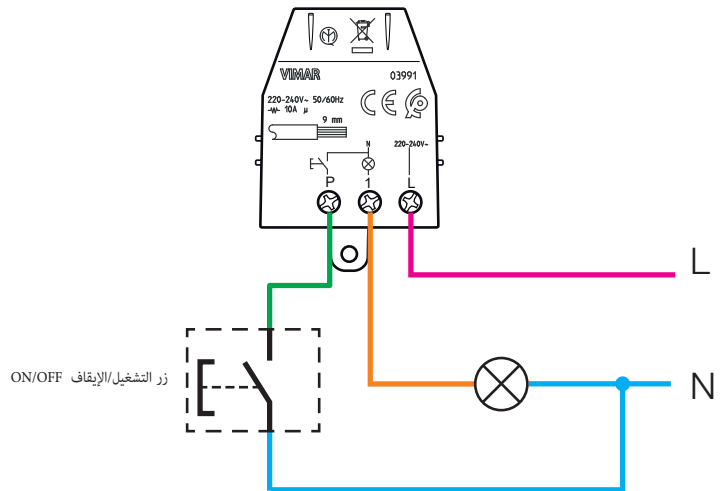 VIMAR
03991
220-240V~ 50/60Hz
10A μ
9 mm
N
220-240V~
P 1 L
L
زر التشغيل/الإيقاف ON/OFF
N